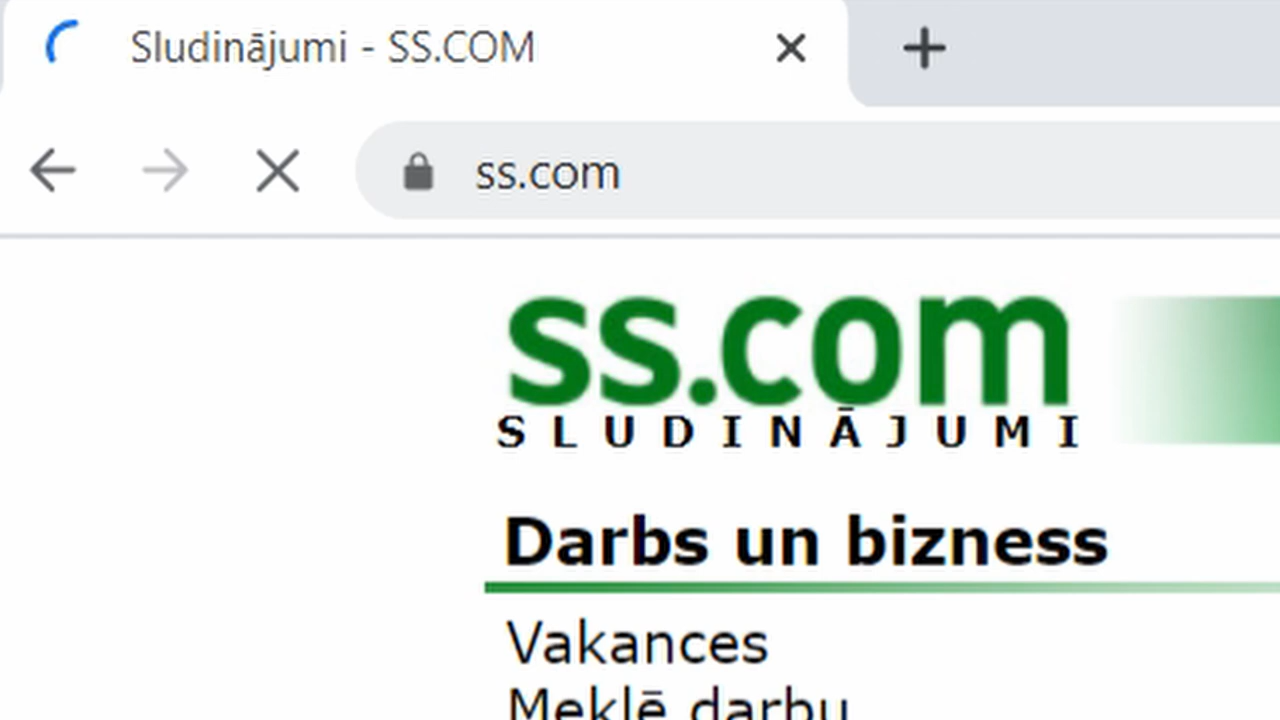 Sludinājumi - SS.COM
ss.com
ss.com
SLUDINĀJUMI
Darbs un bizness
Vakances
Meklē darbu